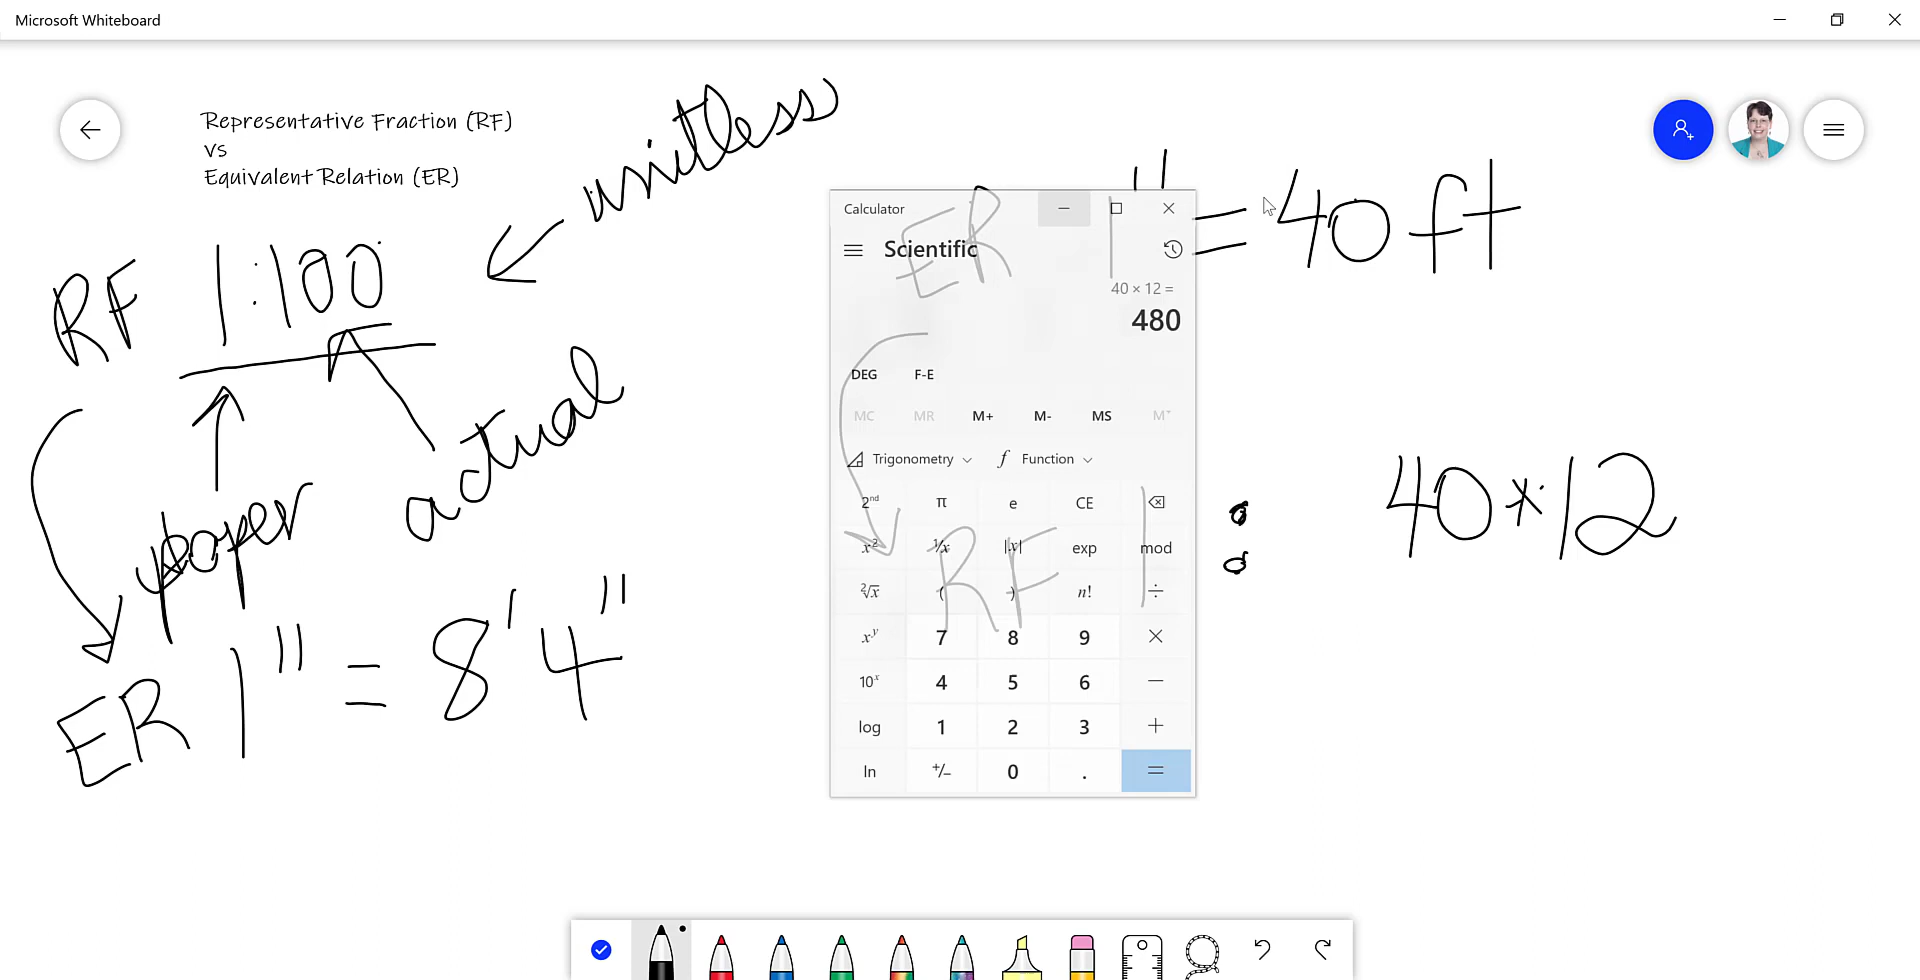 Microsoft Whiteboard
Representative Fraction (RF)
vs
Equivalent Relation (ER)
unitless
RF 1:100
paper
actual
ER 1" = 8'4"
ER 1" = 40 ft
RF 1 : 40*12
Calculator
Scientific
40 × 12 =
480
DEG F-E
MC MR M+ M- MS M˅
Trigonometry f Function
2nd π e CE
x² ¹/x |x| exp mod
²√x ( ) n! ÷
xʸ 7 8 9 ×
10ˣ 4 5 6 −
log 1 2 3 +
ln +/− 0 . =